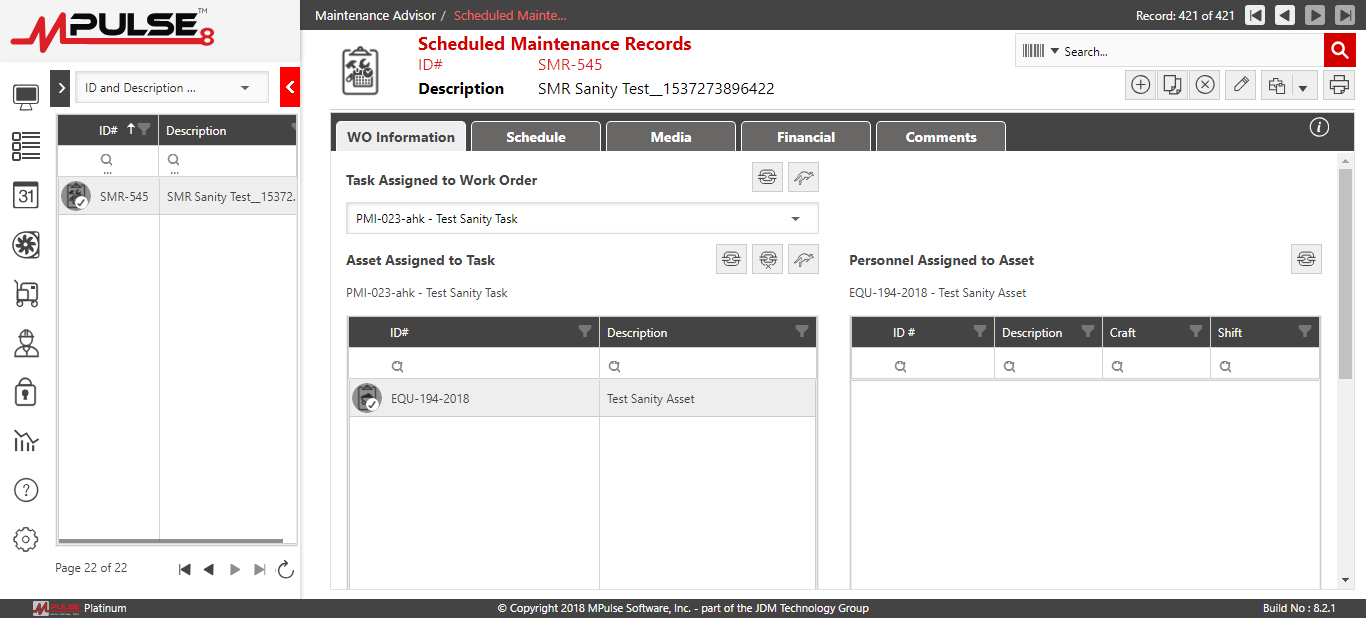 MPULSE 8 ™
Maintenance Advisor / Scheduled Mainte...
Record: 421 of 421
Scheduled Maintenance Records
ID# SMR-545
Description SMR Sanity Test__1537273896422
Search...
ID and Description ...
ID# Description
...
...
SMR-545 SMR Sanity Test__15372.
Page 22 of 22
31
?
WO Information
Schedule
Media
Financial
Comments
i
Task Assigned to Work Order
PMI-023-ahk - Test Sanity Task
Asset Assigned to Task
PMI-023-ahk - Test Sanity Task
ID# Description
EQU-194-2018 Test Sanity Asset
Personnel Assigned to Asset
EQU-194-2018 - Test Sanity Asset
ID # Description Craft Shift
MPULSE Platinum
© Copyright 2018 MPulse Software, Inc. - part of the JDM Technology Group
Build No : 8.2.1